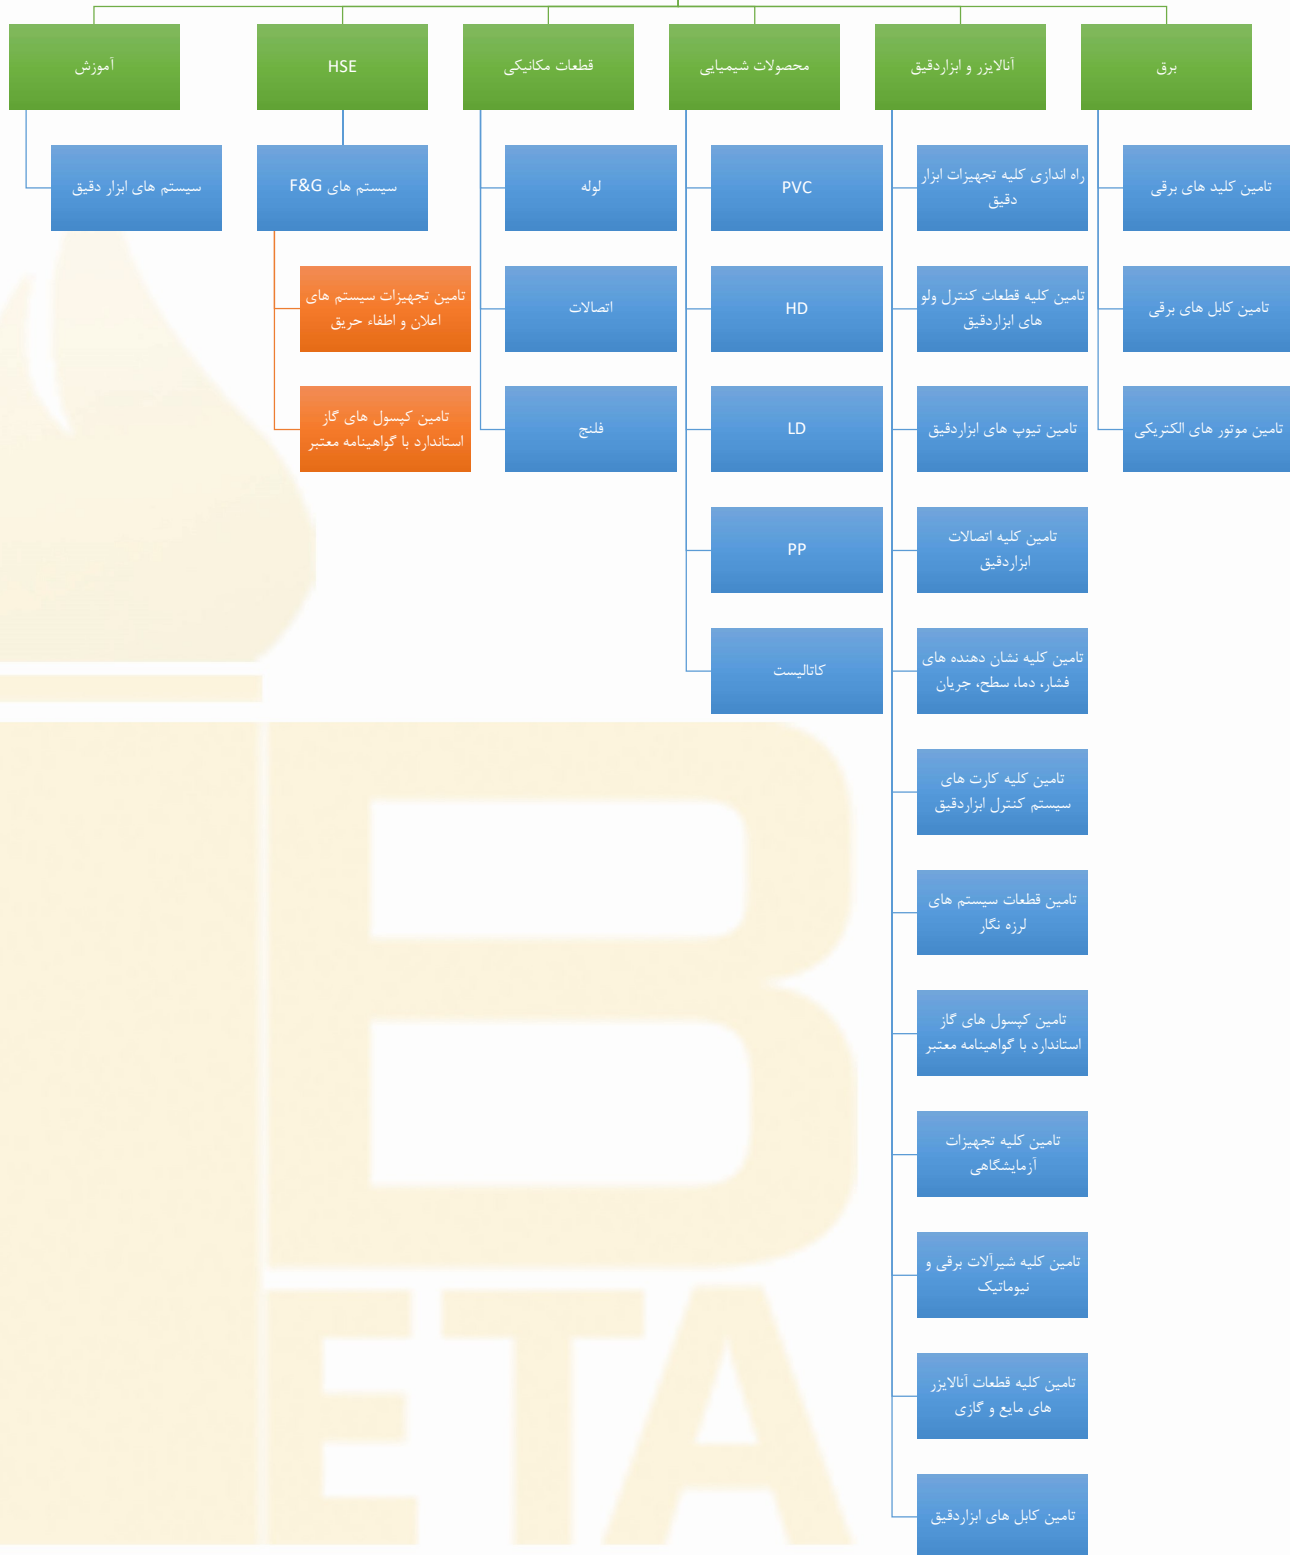 برق
آنالایزر و ابزاردقیق
محصولات شیمیایی
قطعات مکانیکی
HSE
آموزش
تامین کلید های برقی
تامین کابل های برقی
تامین موتور های الکتریکی
راه اندازی کلیه تجهیزات ابزار
دقیق
تامین کلیه قطعات کنترل ولو
های ابزاردقیق
تامین تیوپ های ابزاردقیق
تامین کلیه اتصالات
ابزاردقیق
تامین کلیه نشان دهنده های
فشار، دما، سطح، جریان
تامین کلیه کارت های
سیستم کنترل ابزاردقیق
تامین قطعات سیستم های
لرزه نگار
تامین کپسول های گاز
استاندارد با گواهینامه معتبر
تامین کلیه تجهیزات
آزمایشگاهی
تامین کلیه شیرآلات برقی و
نیوماتیک
تامین کلیه قطعات آنالایزر
های مایع و گازی
تامین کابل های ابزاردقیق
PVC
HD
LD
PP
کاتالیست
لوله
اتصالات
فلنج
سیستم های F&G
تامین تجهیزات سیستم های
اعلان و اطفاء حریق
تامین کپسول های گاز
استاندارد با گواهینامه معتبر
سیستم های ابزار دقیق
B
ETA